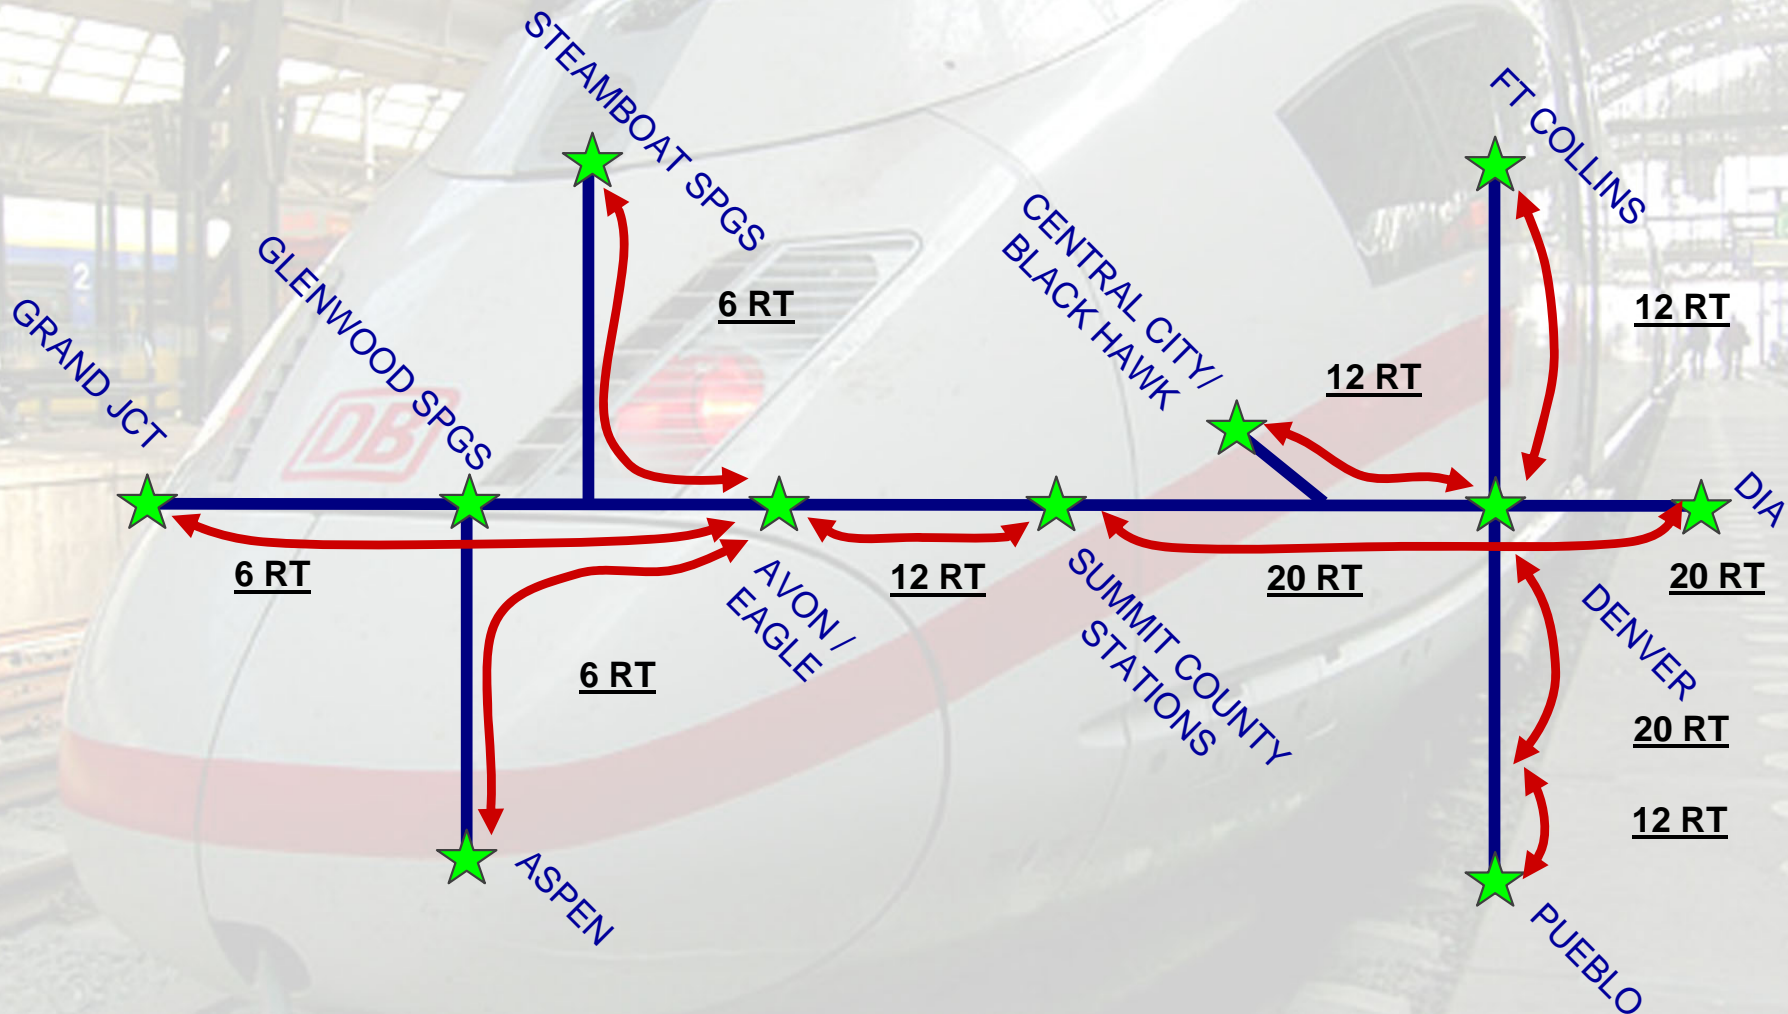 STEAMBOAT SPGS
FT COLLINS
CENTRAL CITY/
BLACK HAWK
GLENWOOD SPGS
GRAND JCT
2
6 RT
12 RT
12 RT
DB
DIA
6 RT
AVON /
EAGLE
12 RT
SUMMIT COUNTY
STATIONS
20 RT
DENVER
20 RT
6 RT
20 RT
12 RT
ASPEN
PUEBLO